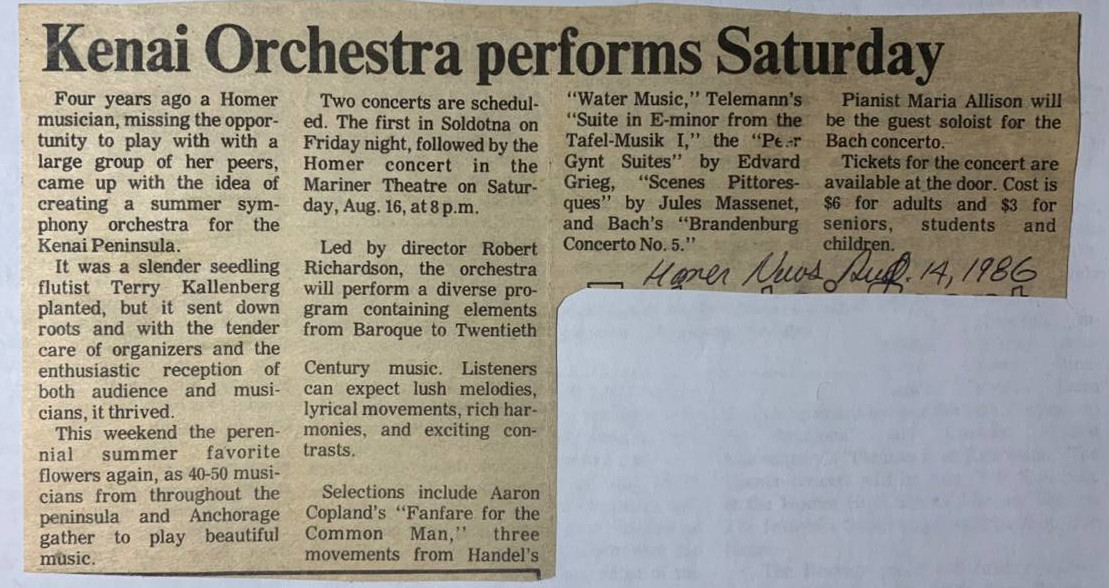 Kenai Orchestra performs Saturday
Four years ago a Homer
musician, missing the oppor-
tunity to play with with a
large group of her peers,
came up with the idea of
creating a summer sym-
phony orchestra for the
Kenai Peninsula.
It was a slender seedling
flutist Terry Kallenberg
planted, but it sent down
roots and with the tender
care of organizers and the
enthusiastic reception of
both audience and musi-
cians, it thrived.
This weekend the peren-
nial summer favorite
flowers again, as 40-50 musi-
cians from throughout the
peninsula and Anchorage
gather to play beautiful
music.
Two concerts are schedul-
ed. The first in Soldotna on
Friday night, followed by the
Homer concert in the
Mariner Theatre on Satur-
day, Aug. 16, at 8 p.m.
Led by director Robert
Richardson, the orchestra
will perform a diverse pro-
gram containing elements
from Baroque to Twentieth
Century music. Listeners
can expect lush melodies,
lyrical movements, rich har-
monies, and exciting con-
trasts.
Selections include Aaron
Copland's "Fanfare for the
Common Man," three
movements from Handel's
"Water Music," Telemann's
"Suite in E-minor from the
Tafel-Musik I," the "Peer
Gynt Suites" by Edvard
Grieg, "Scenes Pittores-
ques" by Jules Massenet,
and Bach's "Brandenburg
Concerto No. 5."
Pianist Maria Allison will
be the guest soloist for the
Bach concerto.
Tickets for the concert are
available at the door. Cost is
$6 for adults and $3 for
seniors, students and
children.
Homer News Aug. 14, 1986